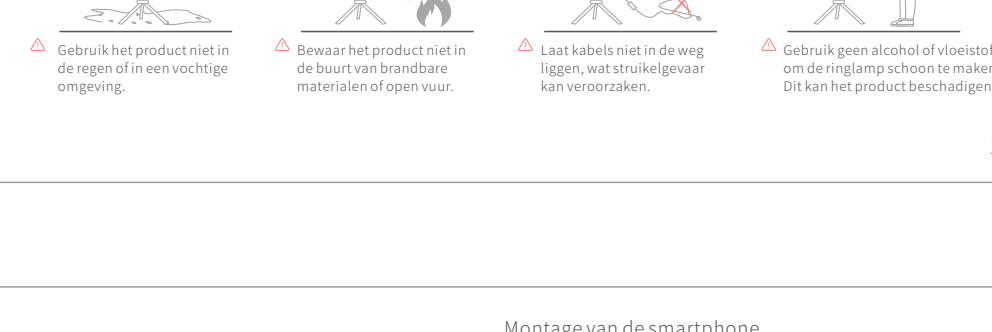 Gebruik het product niet in
de regen of in een vochtige
omgeving.
Bewaar het product niet in
de buurt van brandbare
materialen of open vuur.
Laat kabels niet in de weg
liggen, wat struikelgevaar
kan veroorzaken.
Gebruik geen alcohol of
om de ringlamp schoon te
Dit kan het product beschadigen
Montage van de smartphone